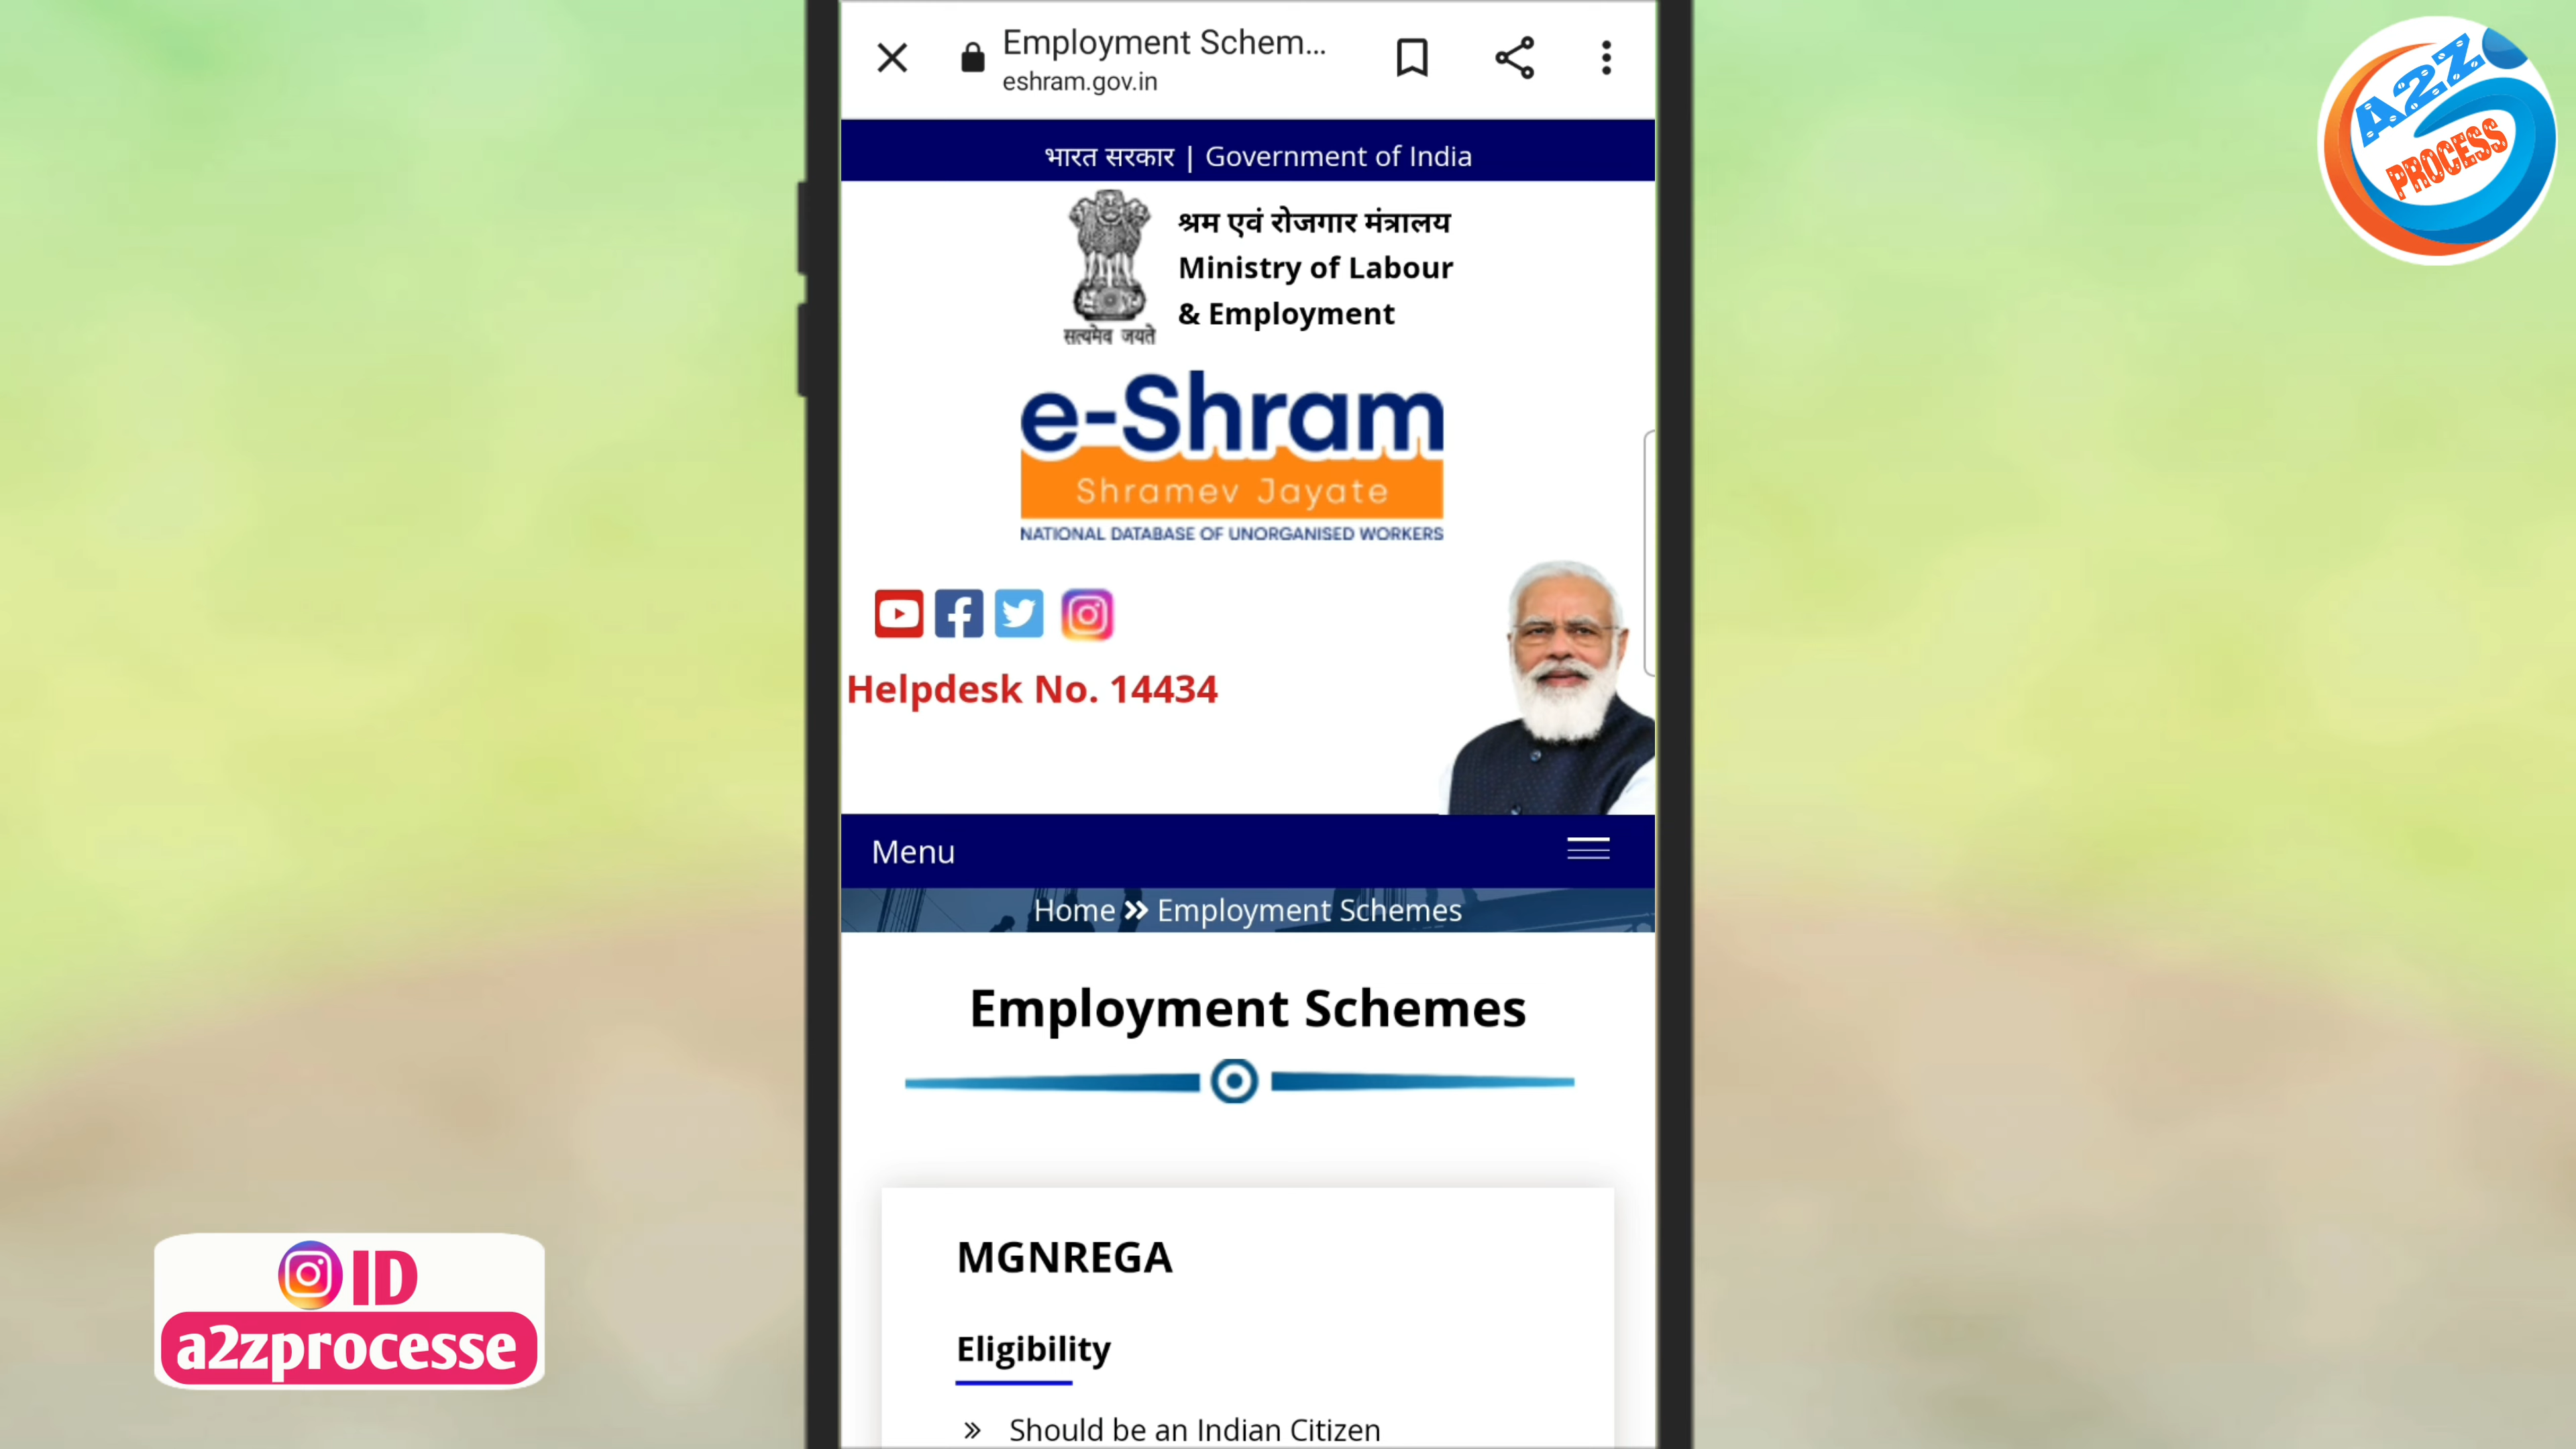 Employment Schem...
eshram.gov.in
भारत सरकार | Government of India
श्रम एवं रोजगार मंत्रालय
Ministry of Labour
& Employment
सत्यमेव जयते
e-Shram
Shramev Jayate
NATIONAL DATABASE OF UNORGANISED WORKERS
Helpdesk No. 14434
Menu
Home » Employment Schemes
Employment Schemes
MGNREGA
Eligibility
» Should be an Indian Citizen
A2Z
PROCESS
ID
a2zprocesse